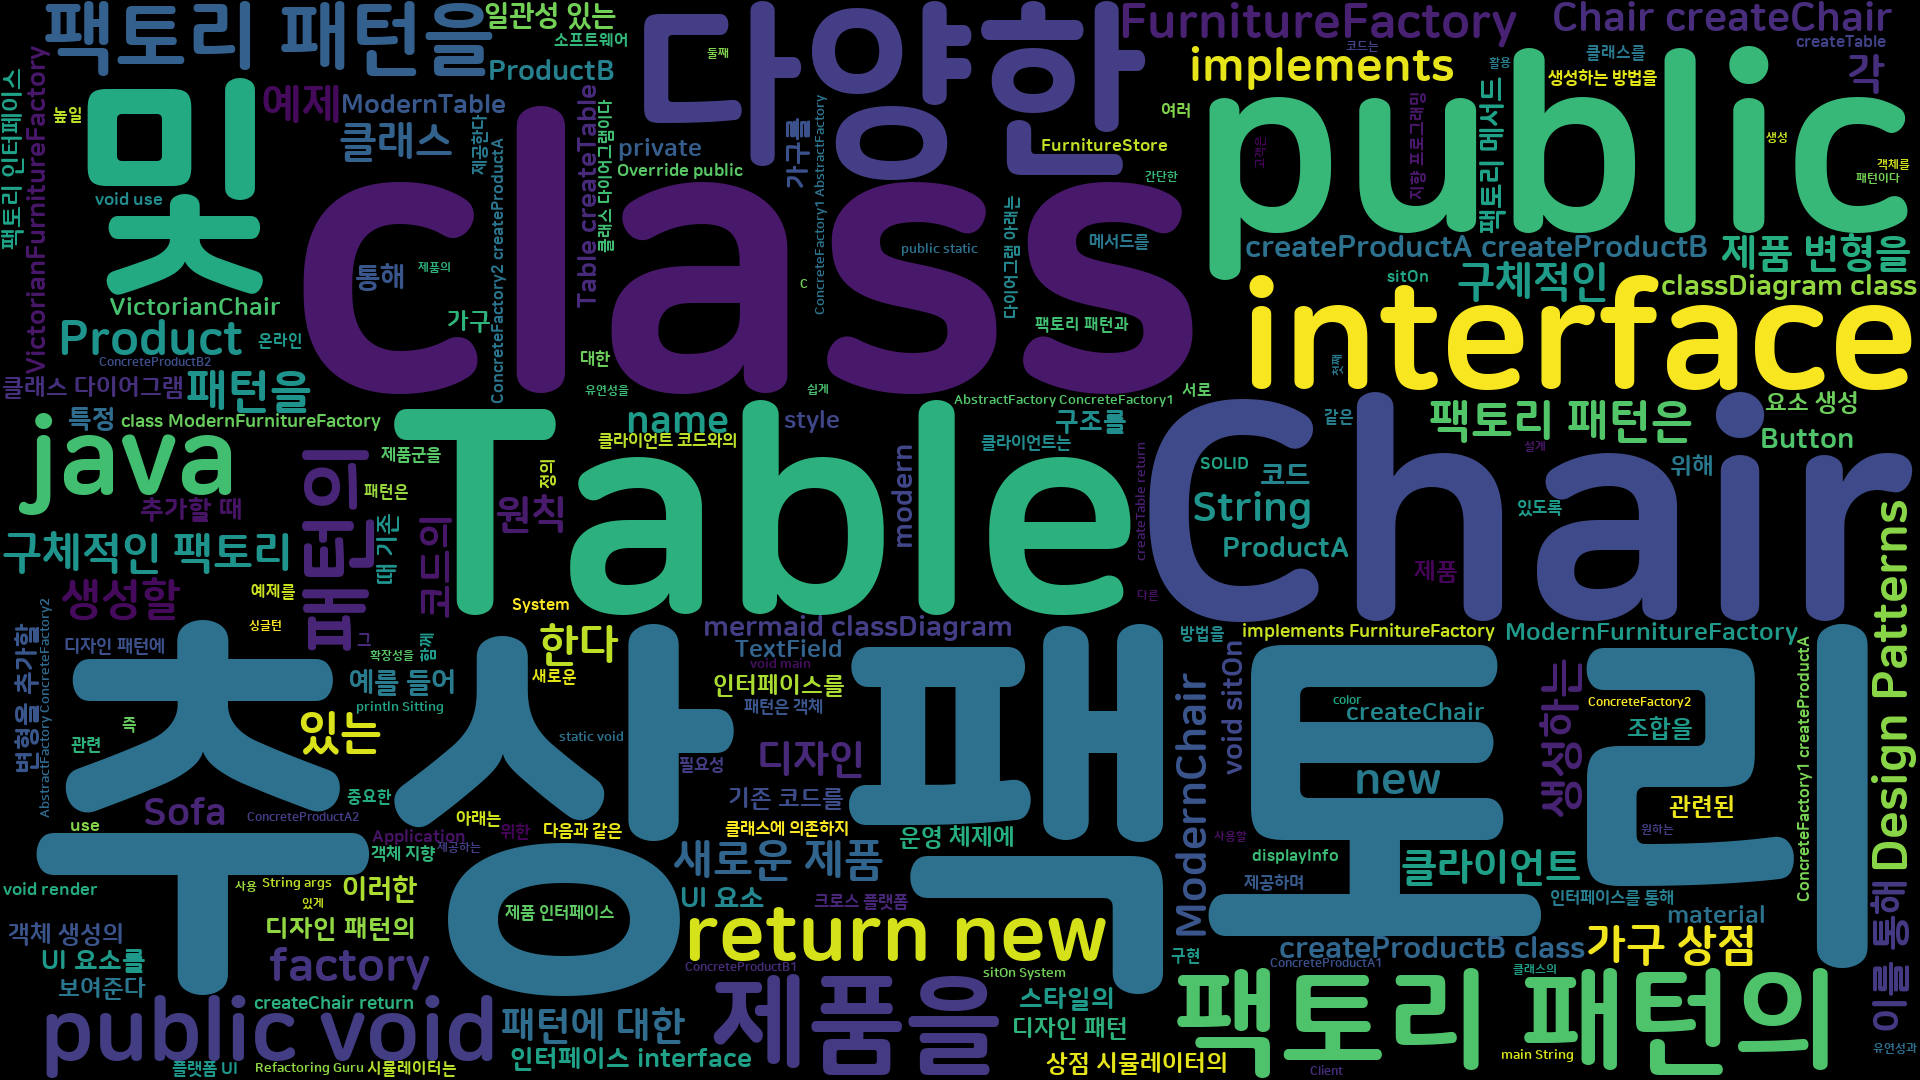 팩토리 패턴을
일관성 있는
소프트웨어
ProductB
다양한
둘째
FurnitureFactory
implements
코드는
Chair createChair
createTable
클래스를
활용
생성하는 방법을
각
높일
및
예제
ModernTable
클래스
제공한다
private
Override public
가구를
FurnitureStore
간단한
여러
public
고객은
지향 프로그래밍
팩토리 메서드
생성
객체를
패턴이다
팩토리 인터페이스
VictorianFurnitureFactory
void use
VictorianChair
통해
제품의
class
Table createTable
클래스 다이어그램이다
ConcreteFactory2 createProductA
ConcreteFactory1 AbstractFactory
public static
다이어그램 아래는
메서드를
createProductA createProductB
제품 변형을
sitOn
구체적인
classDiagram class
Product
온라인
ConcreteProductB2
가구
C
팩토리 패턴과
interface
첫째
클래스 다이어그램
패턴을
대한
유연성을
쉽게
AbstractFactory ConcreteFactory1
서로
특정
class ModernFurnitureFactory
java
name
style
구조를
같은
팩토리 패턴은
요소 생성
Button
클라이언트 코드와의
클라이언트는
제품군을
정의
modern
Table
Chair
SOLID
코드
설계
위해
String
있도록
추가할 때
패턴의
패턴은
원칙
createTable return
ProductA
제품
구체적인 팩토리
때 기존
코드의
생성할
예제를
System
다른
Design Patterns
싱글턴
그
변형을 추가할
AbstractFactory ConcreteFactory2
디자인 패턴에
확장성을
함께
한다
mermaid classDiagram
TextField
void main
방법을
implements FurnitureFactory
ModernFurnitureFactory
추상 팩토리
예를 들어
println Sitting
새로운
인터페이스를
패턴은 객체
void sitOn
ModernChair
color
createChair
생성하는
ConcreteFactory2
조합을
ConcreteFactory1 createProductA
즉
관련
있는
static void
필요성
디자인
new
중요한
Sofa
ConcreteProductA2
아래는
기존 코드를
관련된
use
Application
위한
다음과 같은
클래스에 의존하지
운영 체제에
사용할
원하는
객체 지향
제공하는
새로운 제품
displayInfo
클라이언트
void render
사용
String args
있게
이러한
UI 요소
크로스 플랫폼
제공하며
인터페이스를 통해
제품 인터페이스
material
객체 생성의
디자인 패턴의
return new
createProductB class
가구 상점
이를 통해
UI 요소를
factory
ConcreteProductB1
sitOn System
구현
ConcreteProductA1
클래스의
보여준다
createChair return
public void
패턴에 대한
제품을
스타일의
디자인 패턴
팩토리 패턴의
인터페이스 interface
상점 시뮬레이터의
main String
유연성과
플랫폼 UI
Refactoring Guru
시뮬레이터는
Client